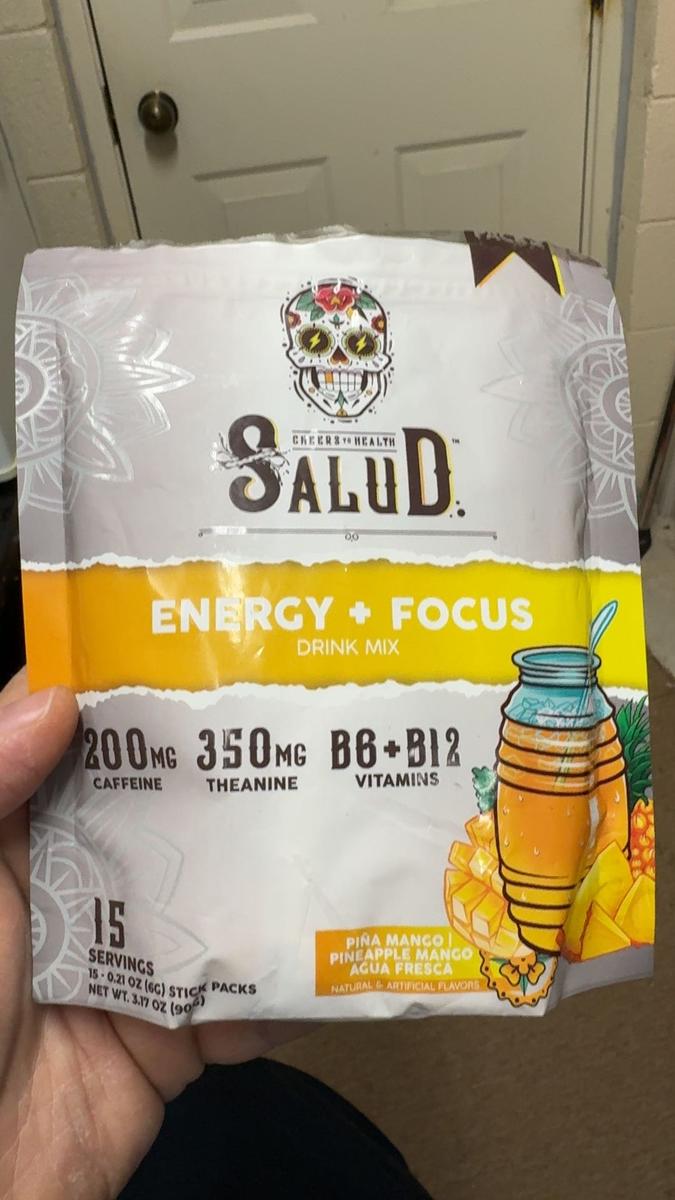 CHEERS TO HEALTH
SALUD™
ENERGY + FOCUS
DRINK MIX
200MG 350MG B6+B12
CAFFEINE THEANINE VITAMINS
15
SERVINGS
15 - 0.21 OZ (6G) STICK PACKS
NET WT. 3.17 OZ (90G)
PIÑA MANGO |
PINEAPPLE MANGO
AGUA FRESCA
NATURAL & ARTIFICIAL FLAVORS